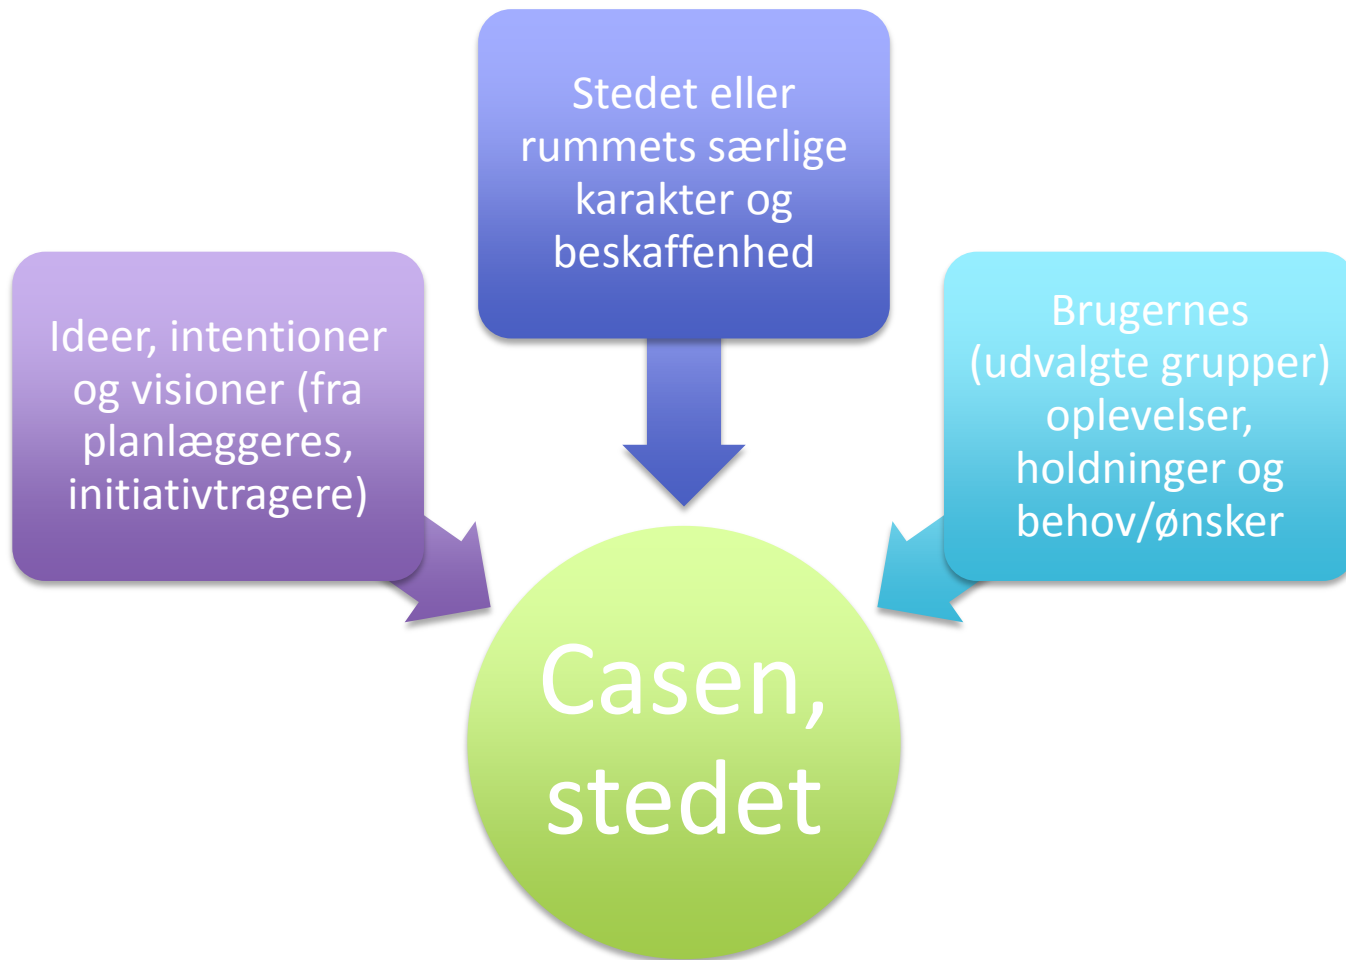 Stedet eller
rummets særlige
karakter og
beskaffenhed
Ideer, intentioner
og visioner (fra
planlæggeres,
initiativtragere)
Brugernes
(udvalgte grupper)
oplevelser,
holdninger og
behov/ønsker
Casen,
stedet